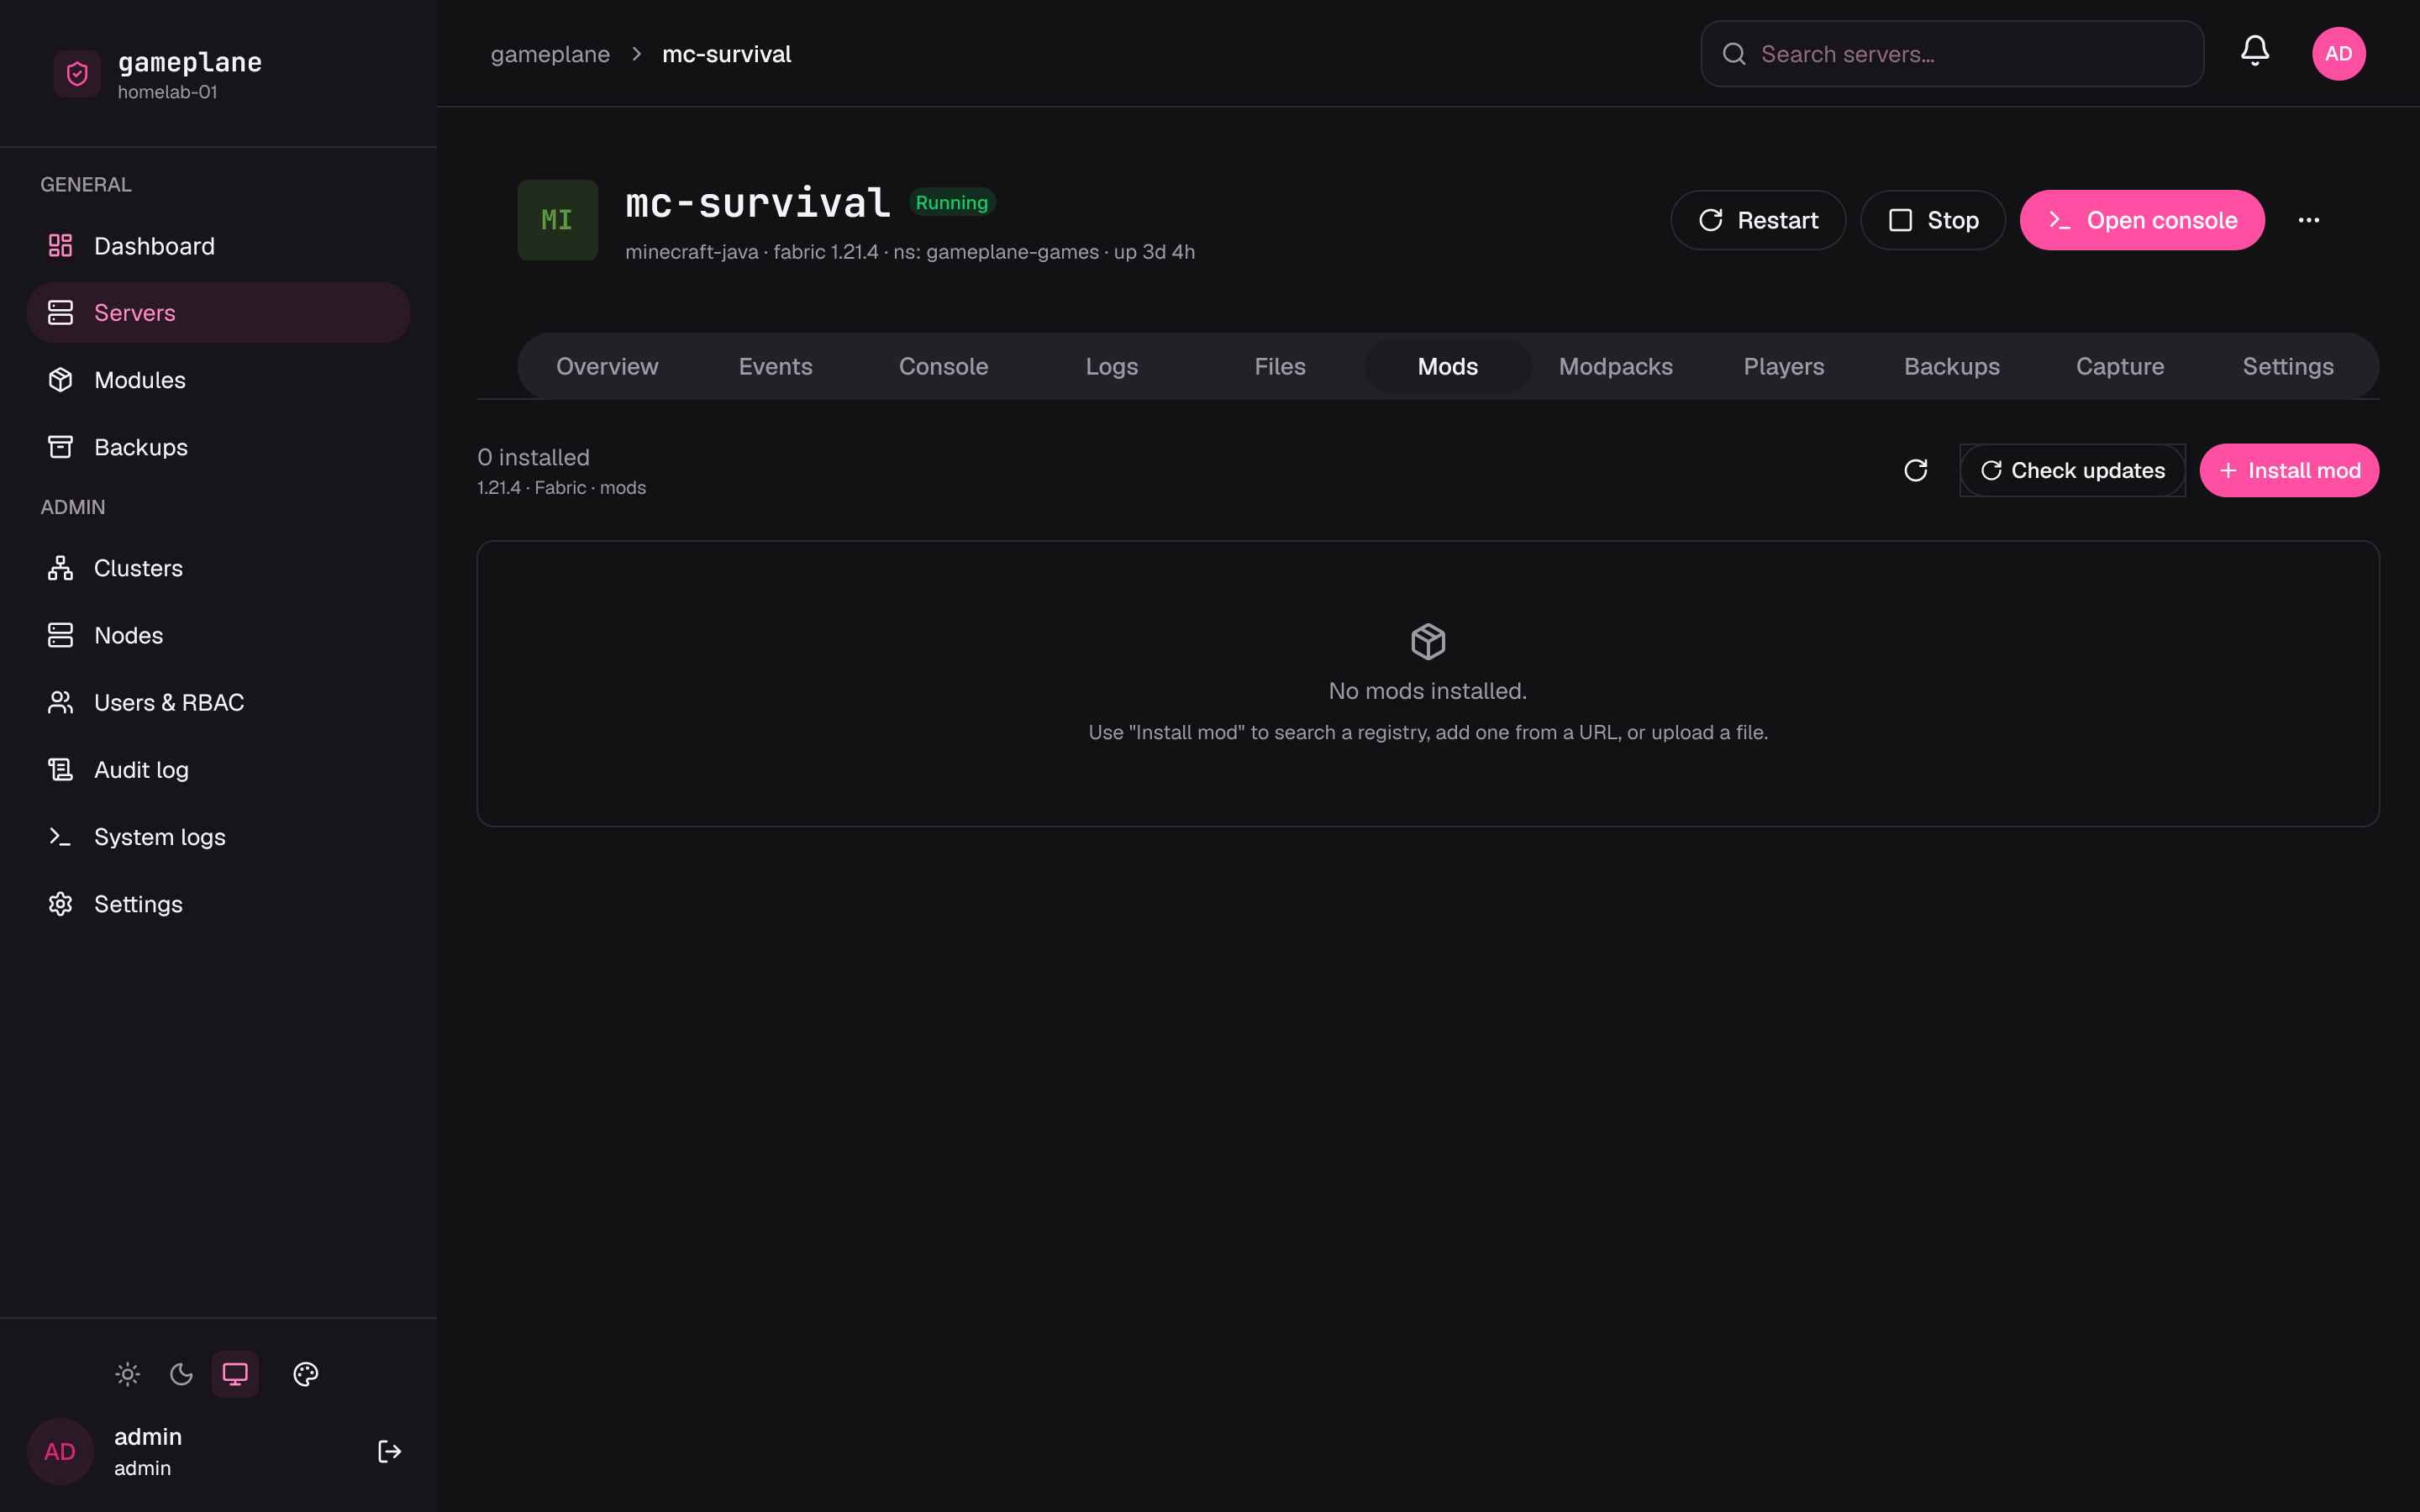 gameplane
homelab-01
GENERAL
Dashboard
Servers
Modules
Backups
ADMIN
Clusters
Nodes
Users & RBAC
Audit log
System logs
Settings
AD
admin
admin
gameplane > mc-survival
Search servers...
AD
MI
mc-survival Running
minecraft-java · fabric 1.21.4 · ns: gameplane-games · up 3d 4h
Restart Stop Open console
Overview Events Console Logs Files Mods Modpacks Players Backups Capture Settings
0 installed
1.21.4 · Fabric · mods
Check updates Install mod
No mods installed.
Use "Install mod" to search a registry, add one from a URL, or upload a file.